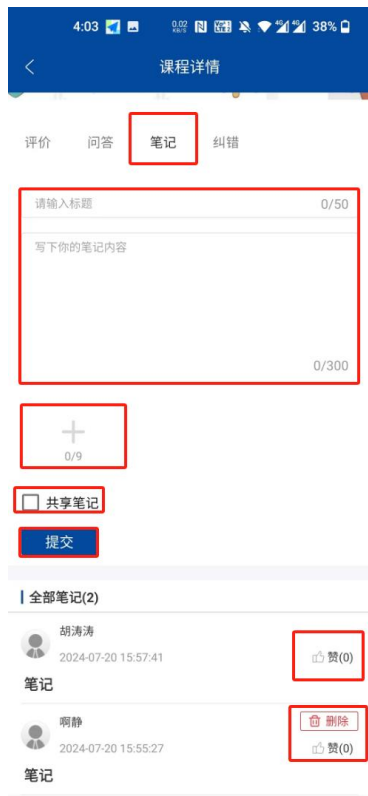 4:03 0.02 KB/S 4G 4G 38%
课程详情
评价 问答 笔记 纠错
请输入标题 0/50
写下你的笔记内容
0/300
0/9
共享笔记
提交
全部笔记(2)
胡涛涛
2024-07-20 15:57:41 赞(0)
笔记
啊静 删除
2024-07-20 15:55:27 赞(0)
笔记